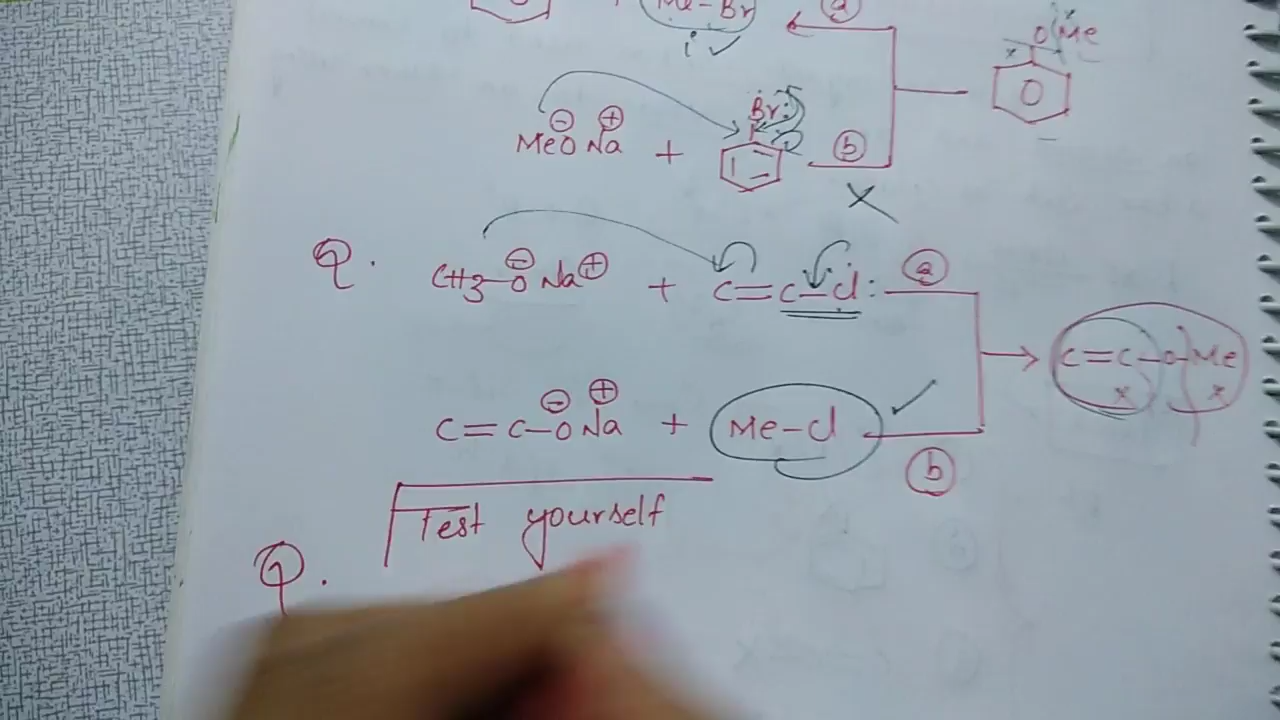 + Me-Br ⓐ
i ✓
OMe
Br:
MeO⊖ Na⊕ + ⓑ
Q. CH3-O⊖ Na⊕ + C=C-Cl: ⓐ
C=C-O-Me
C=C-O⊖ Na⊕ + Me-Cl ✓
ⓑ
Test yourself
Q.